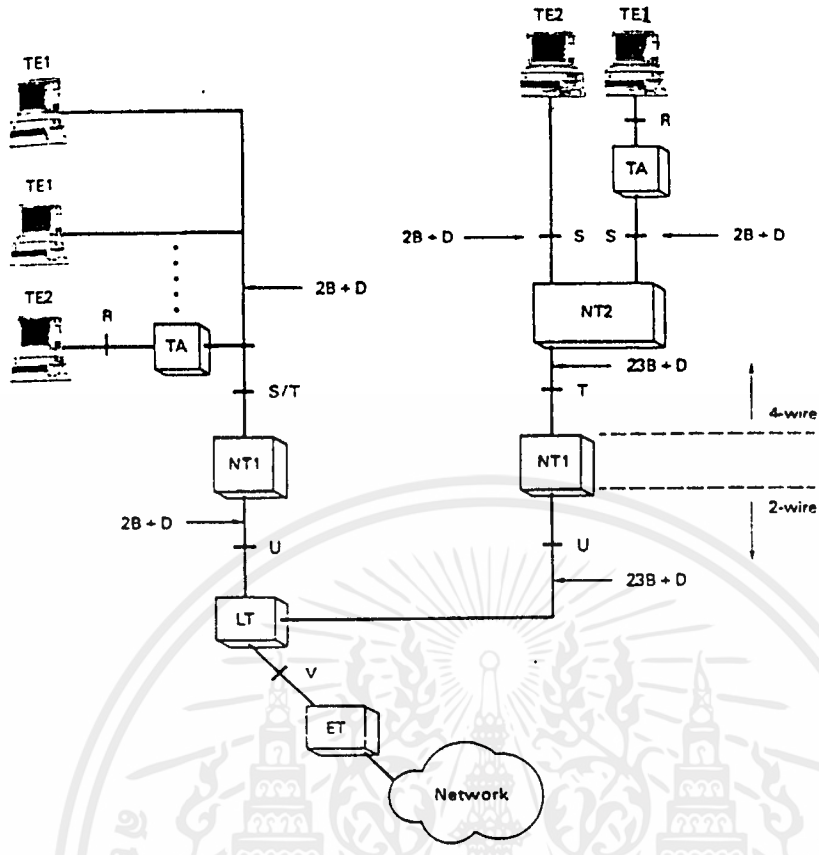 TE2
TE1
TE1
R
TA
TE1
2B + D
S
S
2B + D
2B + D
NT2
TE2
R
TA
23B + D
S/T
T
4-wire
NT1
NT1
2B + D
2-wire
U
U
23B + D
LT
V
ET
Network